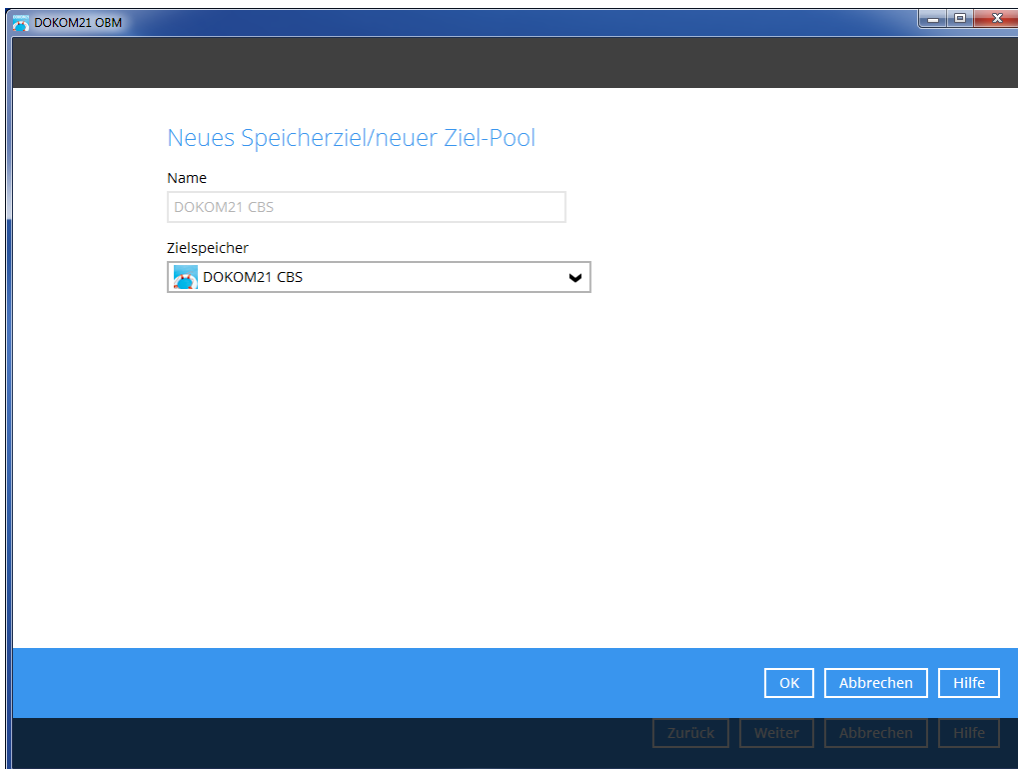 DOKOM21 OBM
Neues Speicherziel/neuer Ziel-Pool
Name
DOKOM21 CBS
Zielspeicher
DOKOM21 CBS
OK Abbrechen Hilfe
Zurück Weiter Abbrechen Hilfe